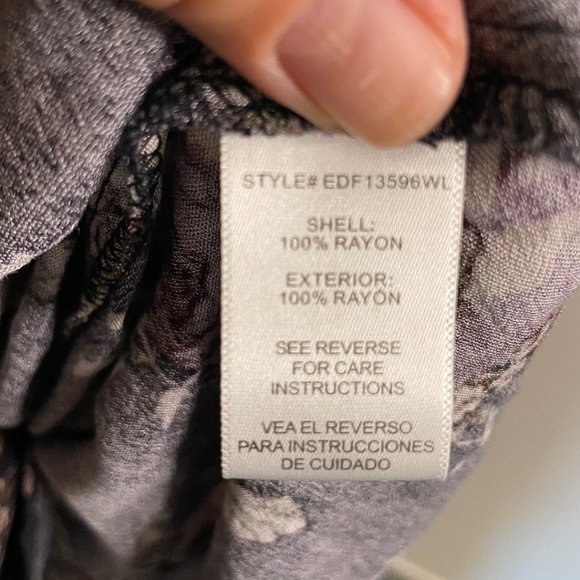 STYLE# EDF13596WL
SHELL:
100% RAYON
EXTERIOR:
100% RAYON
SEE REVERSE
FOR CARE
INSTRUCTIONS
VEA EL REVERSO
PARA INSTRUCCIONES
DE CUIDADO